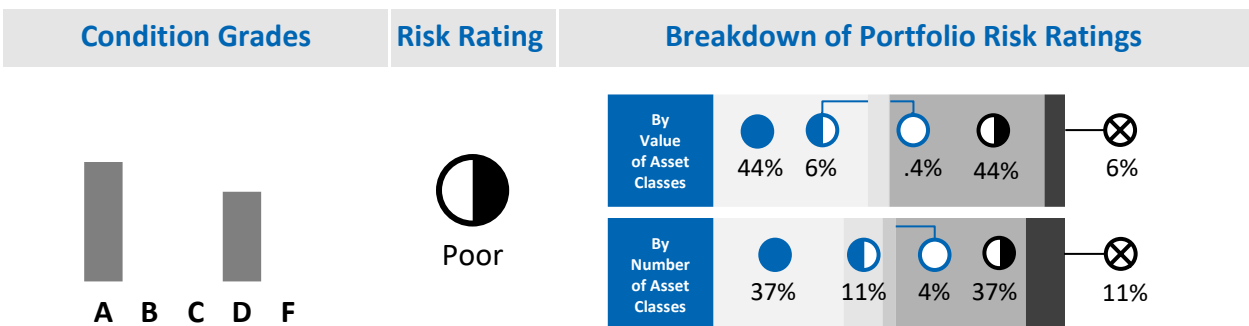 Condition Grades
Risk Rating
Breakdown of Portfolio Risk Ratings
A B C D F
Poor
By
Value
of Asset
Classes
44% 6% .4% 44% 6%
By
Number
of Asset
Classes
37% 11% 4% 37% 11%